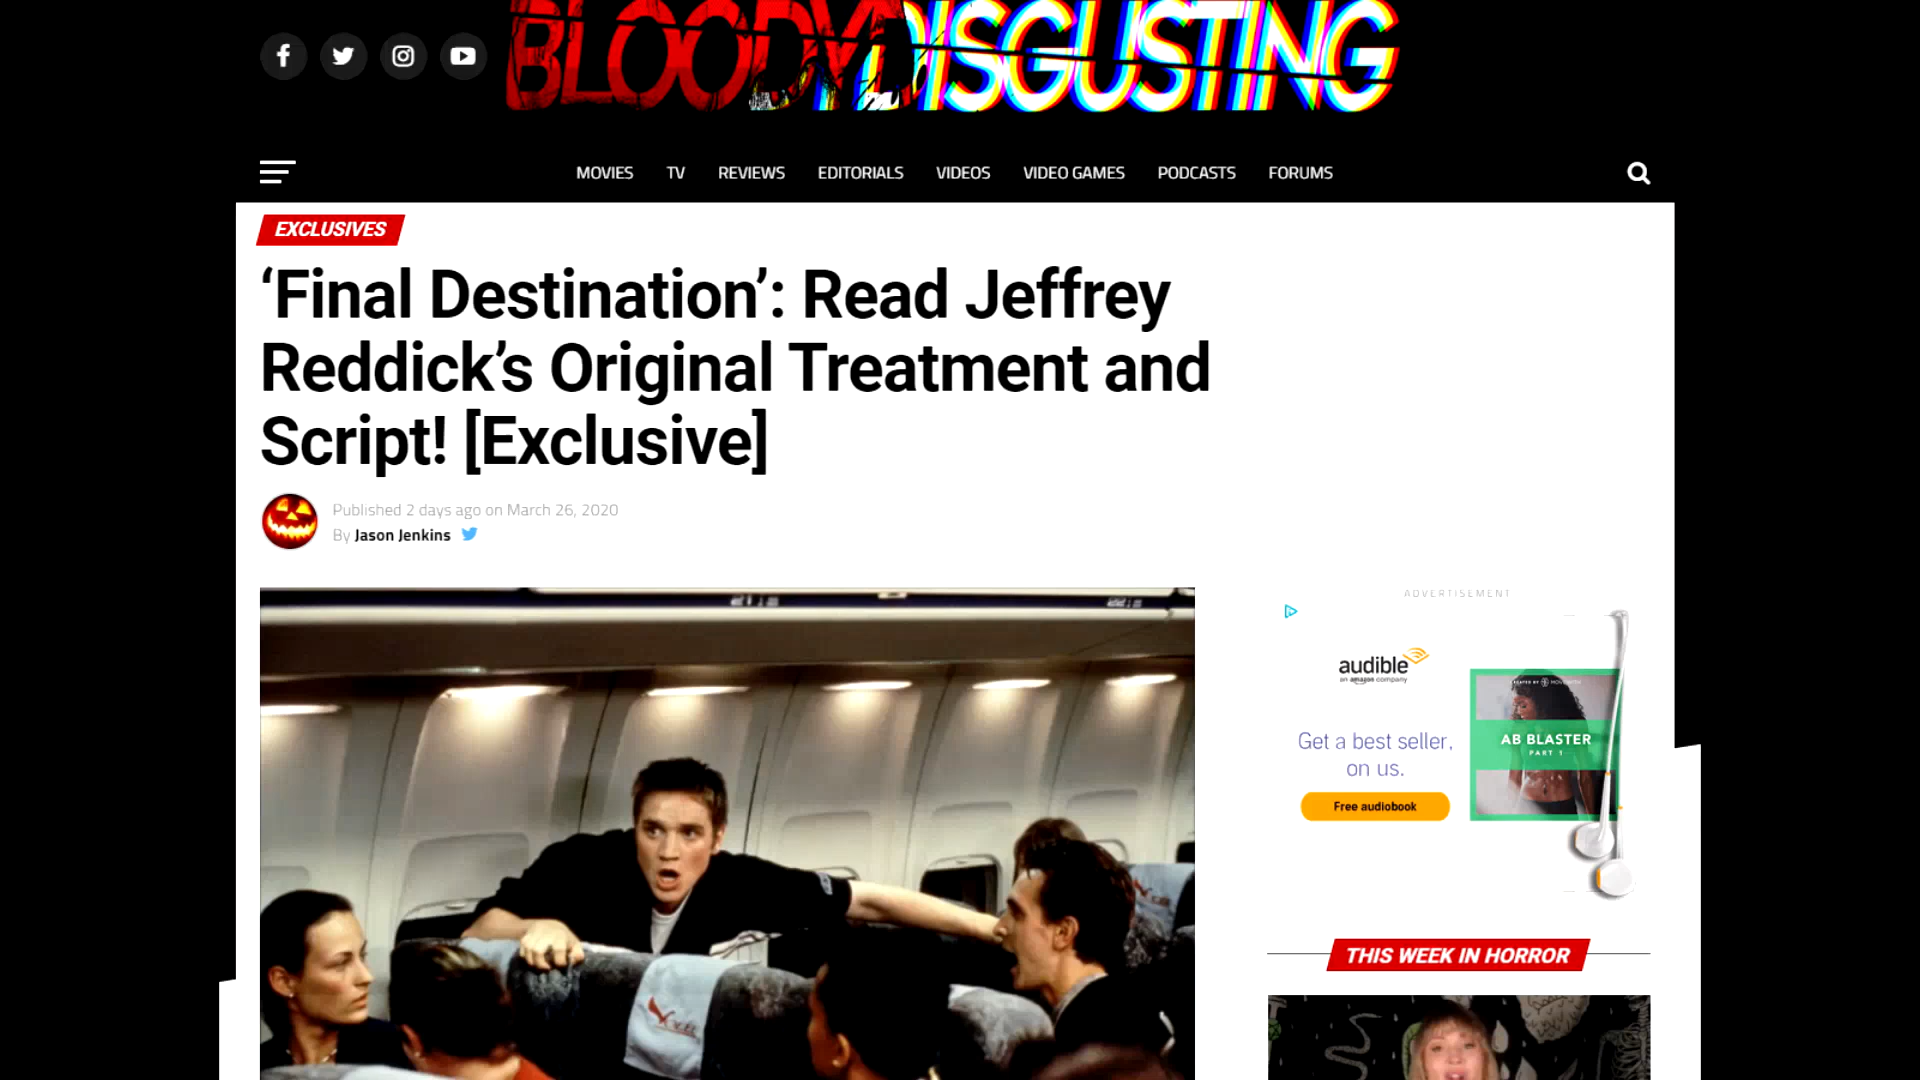 BLOODY DISGUSTING
MOVIES TV REVIEWS EDITORIALS VIDEOS VIDEO GAMES PODCASTS FORUMS
EXCLUSIVES
‘Final Destination’: Read Jeffrey
Reddick’s Original Treatment and
Script! [Exclusive]
Published 2 days ago on March 26, 2020
By Jason Jenkins
ADVERTISEMENT
audible
an amazon company
Get a best seller,
on us.
Free audiobook
AB BLASTER
PART 1
THIS WEEK IN HORROR